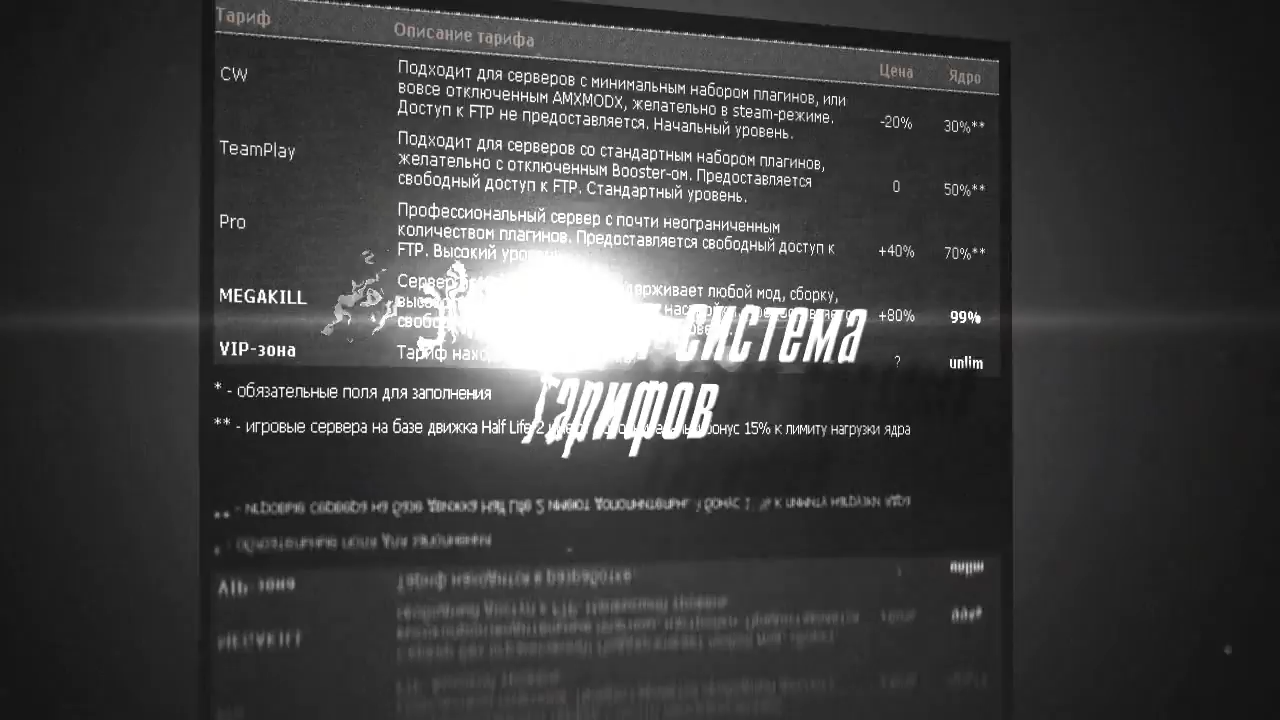 Тариф Описание тарифа Цена Ядро
CW Подходит для серверов с минимальным набором плагинов, или
вовсе отключенным AMXMODX, желательно в steam-режиме.
Доступ к FTP не предоставляется. Начальный уровень. -20% 30%**
TeamPlay Подходит для серверов со стандартным набором плагинов,
желательно с отключенным Booster-ом. Предоставляется
свободный доступ к FTP. Стандартный уровень. 0 50%**
Pro Профессиональный сервер с почти неограниченным
количеством плагинов. Предоставляется свободный доступ к
FTP. Высокий +40% 70%**
MEGAKILL любой мод, сборку,
+80% 99%
VIP-зона Тариф ? unlim
система
тарифов
* - обязательные поля для заполнения
** - игровые сервера на базе движка Half Life 2 бонус 15% к лимиту нагрузки ядра